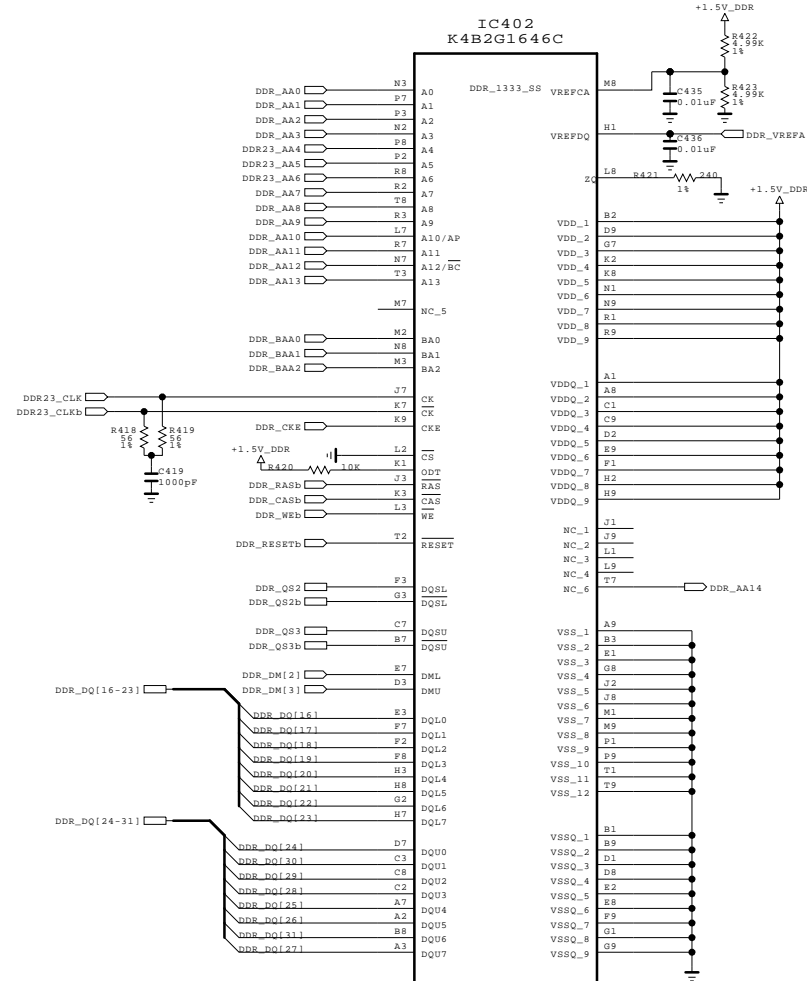 +1.5V_DDR
IC402
K4B2G1646C
R422
4.99K
1%
DDR_1333_SS VREFCA M8
C435
0.01uF
R423
4.99K
1%
DDR_AA0 N3 A0
DDR_AA1 P7 A1
DDR_AA2 P3 A2
DDR_AA3 N2 A3
DDR23_AA4 P8 A4
DDR23_AA5 P2 A5
DDR23_AA6 R8 A6
DDR_AA7 R2 A7
DDR_AA8 T8 A8
DDR_AA9 R3 A9
DDR_AA10 L7 A10/AP
DDR_AA11 R7 A11
DDR_AA12 N7 A12/BC
DDR_AA13 T3 A13
M7 NC_5
VREFDQ H1 DDR_VREFA
C436
0.01uF
ZQ L8 R421 240
1%
+1.5V_DDR
VDD_1 B2
VDD_2 D9
VDD_3 G7
VDD_4 K2
VDD_5 K8
VDD_6 N1
VDD_7 N9
VDD_8 R1
VDD_9 R9
DDR_BAA0 M2 BA0
DDR_BAA1 N8 BA1
DDR_BAA2 M3 BA2
DDR23_CLK J7 CK
DDR23_CLKb K7 CK
DDR_CKE K9 CKE
R418
56
1%
R419
56
1%
C419
1000pF
L2 CS
+1.5V_DDR
R420 10K K1 ODT
DDR_RASb J3 RAS
DDR_CASb K3 CAS
DDR_WEb L3 WE
DDR_RESETb T2 RESET
VDDQ_1 A1
VDDQ_2 A8
VDDQ_3 C1
VDDQ_4 C9
VDDQ_5 D2
VDDQ_6 E9
VDDQ_7 F1
VDDQ_8 H2
VDDQ_9 H9
NC_1 J1
NC_2 J9
NC_3 L1
NC_4 L9
NC_6 T7 DDR_AA14
DDR_QS2 F3 DQSL
DDR_QS2b G3 DQSL
DDR_QS3 C7 DQSU
DDR_QS3b B7 DQSU
DDR_DM[2] E7 DML
DDR_DM[3] D3 DMU
DDR_DQ[16-23]
DDR_DQ[16] E3 DQL0
DDR_DQ[17] F7 DQL1
DDR_DQ[18] F2 DQL2
DDR_DQ[19] F8 DQL3
DDR_DQ[20] H3 DQL4
DDR_DQ[21] H8 DQL5
DDR_DQ[22] G2 DQL6
DDR_DQ[23] H7 DQL7
DDR_DQ[24-31]
DDR_DQ[24] D7 DQU0
DDR_DQ[30] C3 DQU1
DDR_DQ[29] C8 DQU2
DDR_DQ[28] C2 DQU3
DDR_DQ[25] A7 DQU4
DDR_DQ[26] A2 DQU5
DDR_DQ[31] B8 DQU6
DDR_DQ[27] A3 DQU7
VSS_1 A9
VSS_2 B3
VSS_3 E1
VSS_4 G8
VSS_5 J2
VSS_6 J8
VSS_7 M1
VSS_8 M9
VSS_9 P1
VSS_10 P9
VSS_11 T1
VSS_12 T9
VSSQ_1 B1
VSSQ_2 B9
VSSQ_3 D1
VSSQ_4 D8
VSSQ_5 E2
VSSQ_6 E8
VSSQ_7 F9
VSSQ_8 G1
VSSQ_9 G9